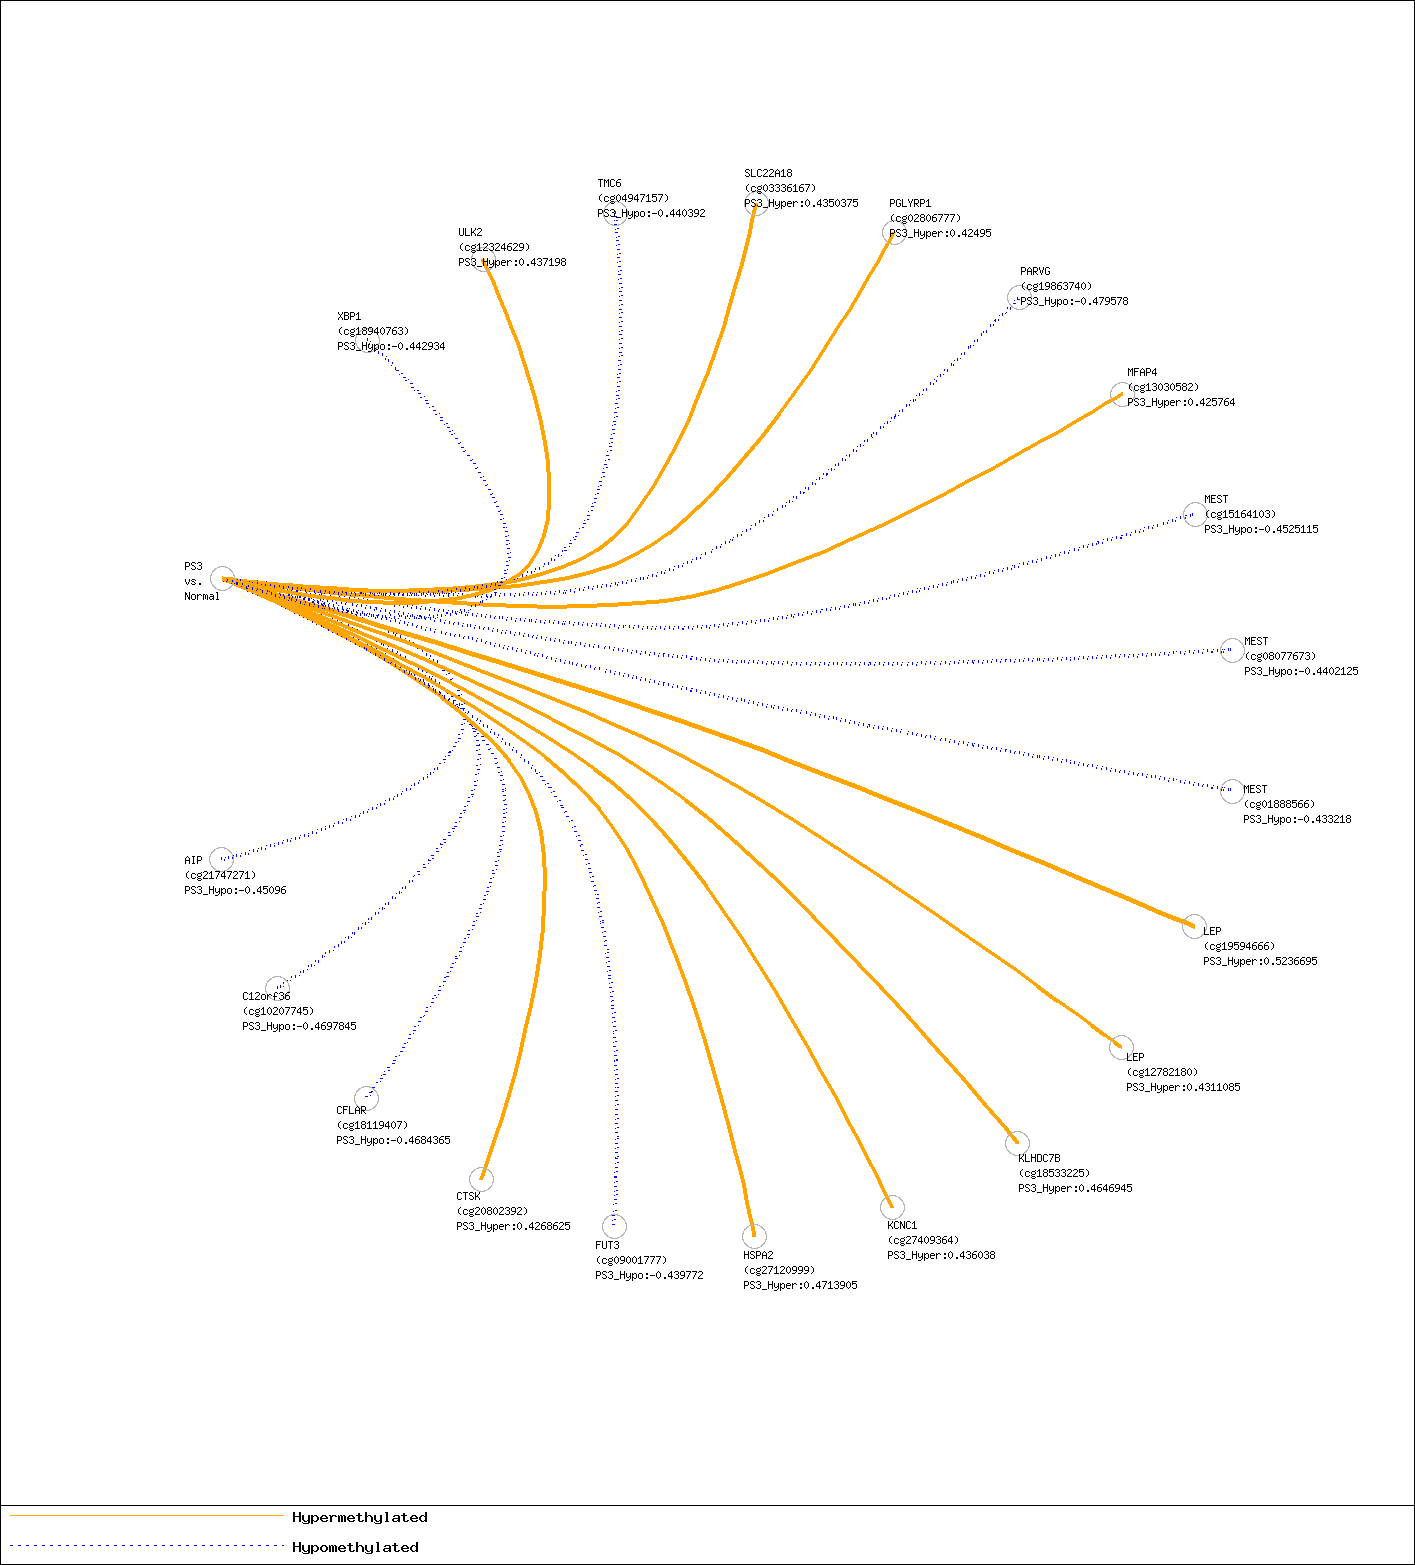 SLC22A18
(cg03336167)
PS3_Hyper:0.4350375
TMC6
(cg04947157)
PS3_Hypo:-0.440392
PGLYRP1
(cg02806777)
PS3_Hyper:0.42495
ULK2
(cg12324629)
PS3_Hyper:0.437198
PARVG
(cg19863740)
PS3_Hypo:-0.479578
XBP1
(cg18940763)
PS3_Hypo:-0.442934
MFAP4
(cg13030582)
PS3_Hyper:0.425764
MEST
(cg15164103)
PS3_Hypo:-0.4525115
PS3
vs.
Normal
MEST
(cg08077673)
PS3_Hypo:-0.4402125
MEST
(cg01888566)
PS3_Hypo:-0.433218
AIP
(cg21747271)
PS3_Hypo:-0.45096
LEP
(cg19594666)
PS3_Hyper:0.5236695
C12orf36
(cg10207745)
PS3_Hypo:-0.4697845
LEP
(cg12782180)
PS3_Hyper:0.4311085
CFLAR
(cg18119407)
PS3_Hypo:-0.4684365
KLHDC7B
(cg18533225)
PS3_Hyper:0.4646945
CTSK
(cg20802392)
PS3_Hyper:0.4268625
KCNC1
(cg27409364)
PS3_Hyper:0.436038
FUT3
(cg09001777)
PS3_Hypo:-0.439772
HSPA2
(cg27120999)
PS3_Hyper:0.4713905
Hypermethylated
Hypomethylated